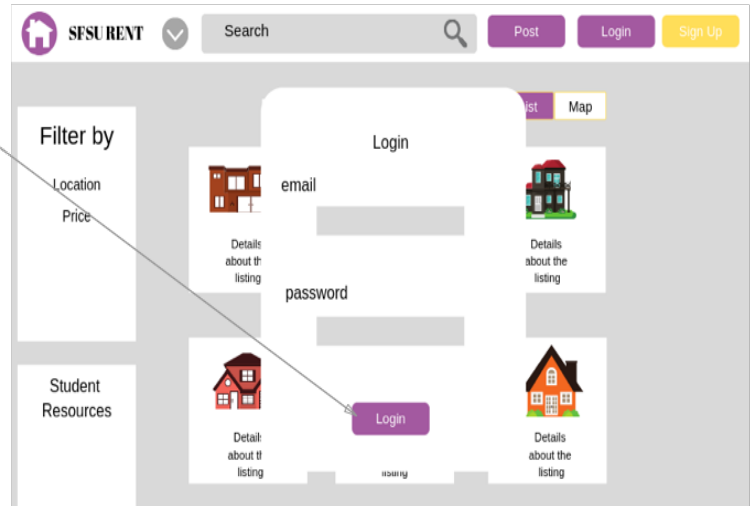 SFSU RENT
Search
Post
Login
Sign Up
Filter by
Location
Price
Student
Resources
Map
Login
email
password
Login
Details
about the
listing
Details
about the
listing
listing
Details
about the
listing